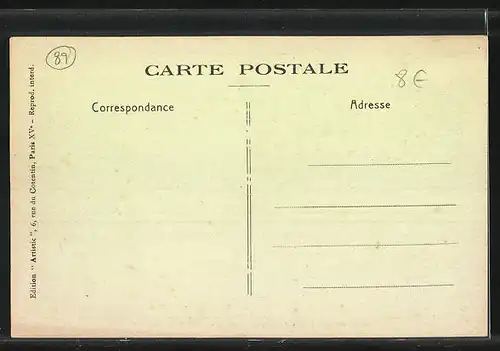 89
CARTE POSTALE
8€
Correspondance
Adresse
Edition " Artistic ", 6, rue du Cotentin, Paris XVe — Reprod. interd.